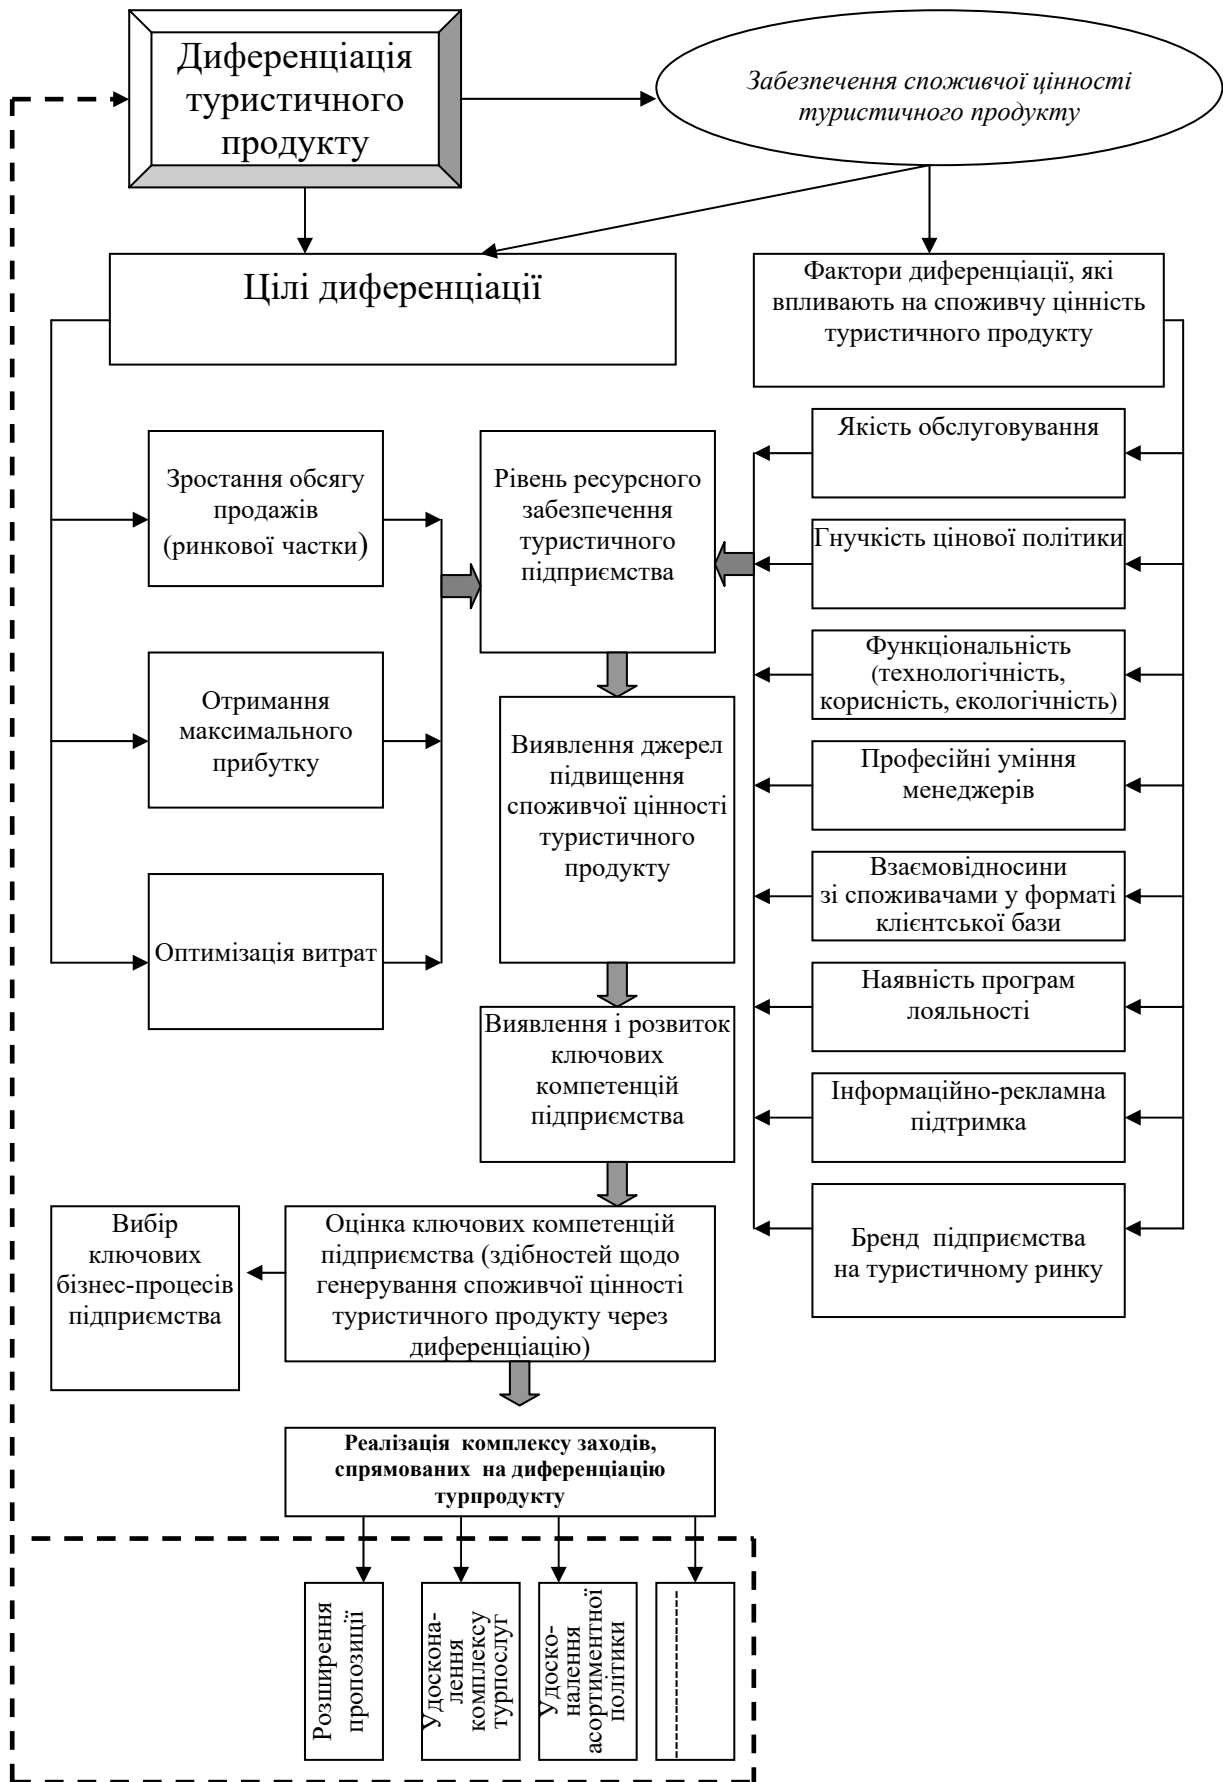 Диференціація
туристичного
продукту
Забезпечення споживчої цінності
туристичного продукту
Цілі диференціації
Фактори диференціації, які
впливають на споживчу цінність
туристичного продукту
Зростання обсягу
продажів
(ринкової частки)
Отримання
максимального
прибутку
Оптимізація витрат
Рівень ресурсного
забезпечення
туристичного
підприємства
Виявлення джерел
підвищення
споживчої цінності
туристичного
продукту
Виявлення і розвиток
ключових
компетенцій
підприємства
Якість обслуговування
Гнучкість цінової політики
Функціональність
(технологічність,
корисність, екологічність)
Професійні уміння
менеджерів
Взаємовідносини
зі споживачами у форматі
клієнтської бази
Наявність програм
лояльності
Інформаційно-рекламна
підтримка
Бренд підприємства
на туристичному ринку
Вибір
ключових
бізнес-процесів
підприємства
Оцінка ключових компетенцій
підприємства (здібностей щодо
генерування споживчої цінності
туристичного продукту через
диференціацію)
Реалізація комплексу заходів,
спрямованих на диференціацію
турпродукту
Розширення
пропозиції
Удоскона-
лення
комплексу
турпослуг
Удоско-
налення
асортиментної
політики